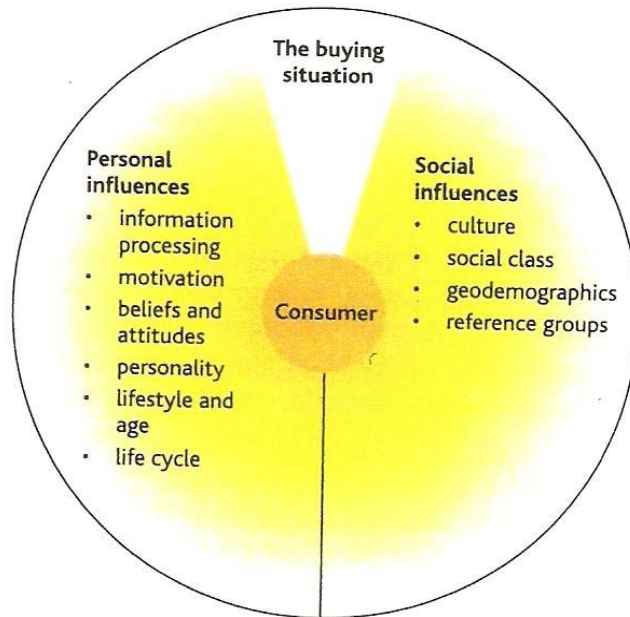 The buying
situation
Personal
influences
• information
processing
• motivation
• beliefs and
attitudes
• personality
• lifestyle and
age
• life cycle
Social
influences
• culture
• social class
• geodemographics
• reference groups
Consumer